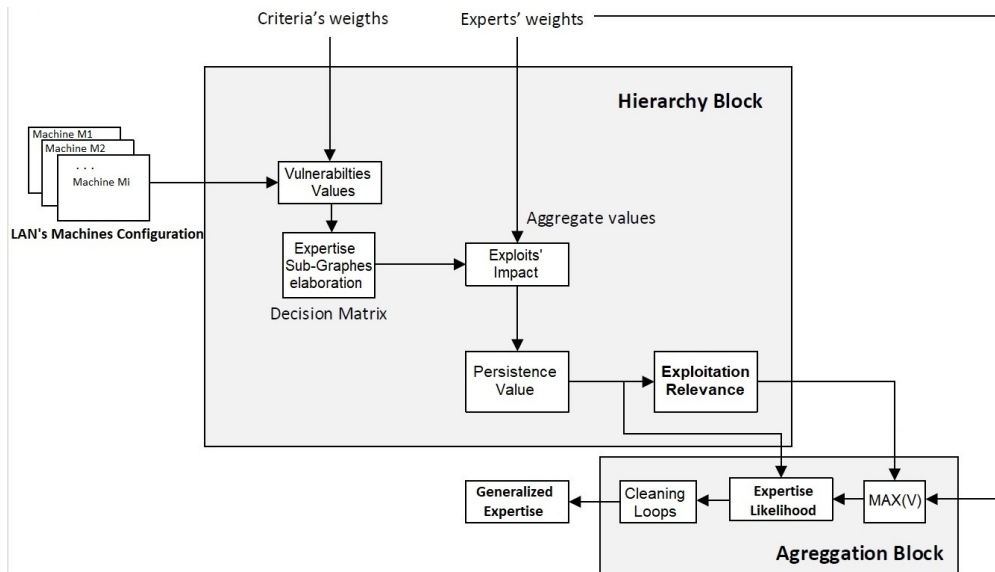 Criteria's weigths
Experts' weights
Hierarchy Block
Machine M1
Machine M2
. . .
Machine Mi
LAN's Machines Configuration
Vulnerabilties
Values
Aggregate values
Expertise
Sub-Graphes
elaboration
Exploits'
Impact
Decision Matrix
Persistence
Value
Exploitation
Relevance
Generalized
Expertise
Cleaning
Loops
Expertise
Likelihood
MAX(V)
Agreggation Block